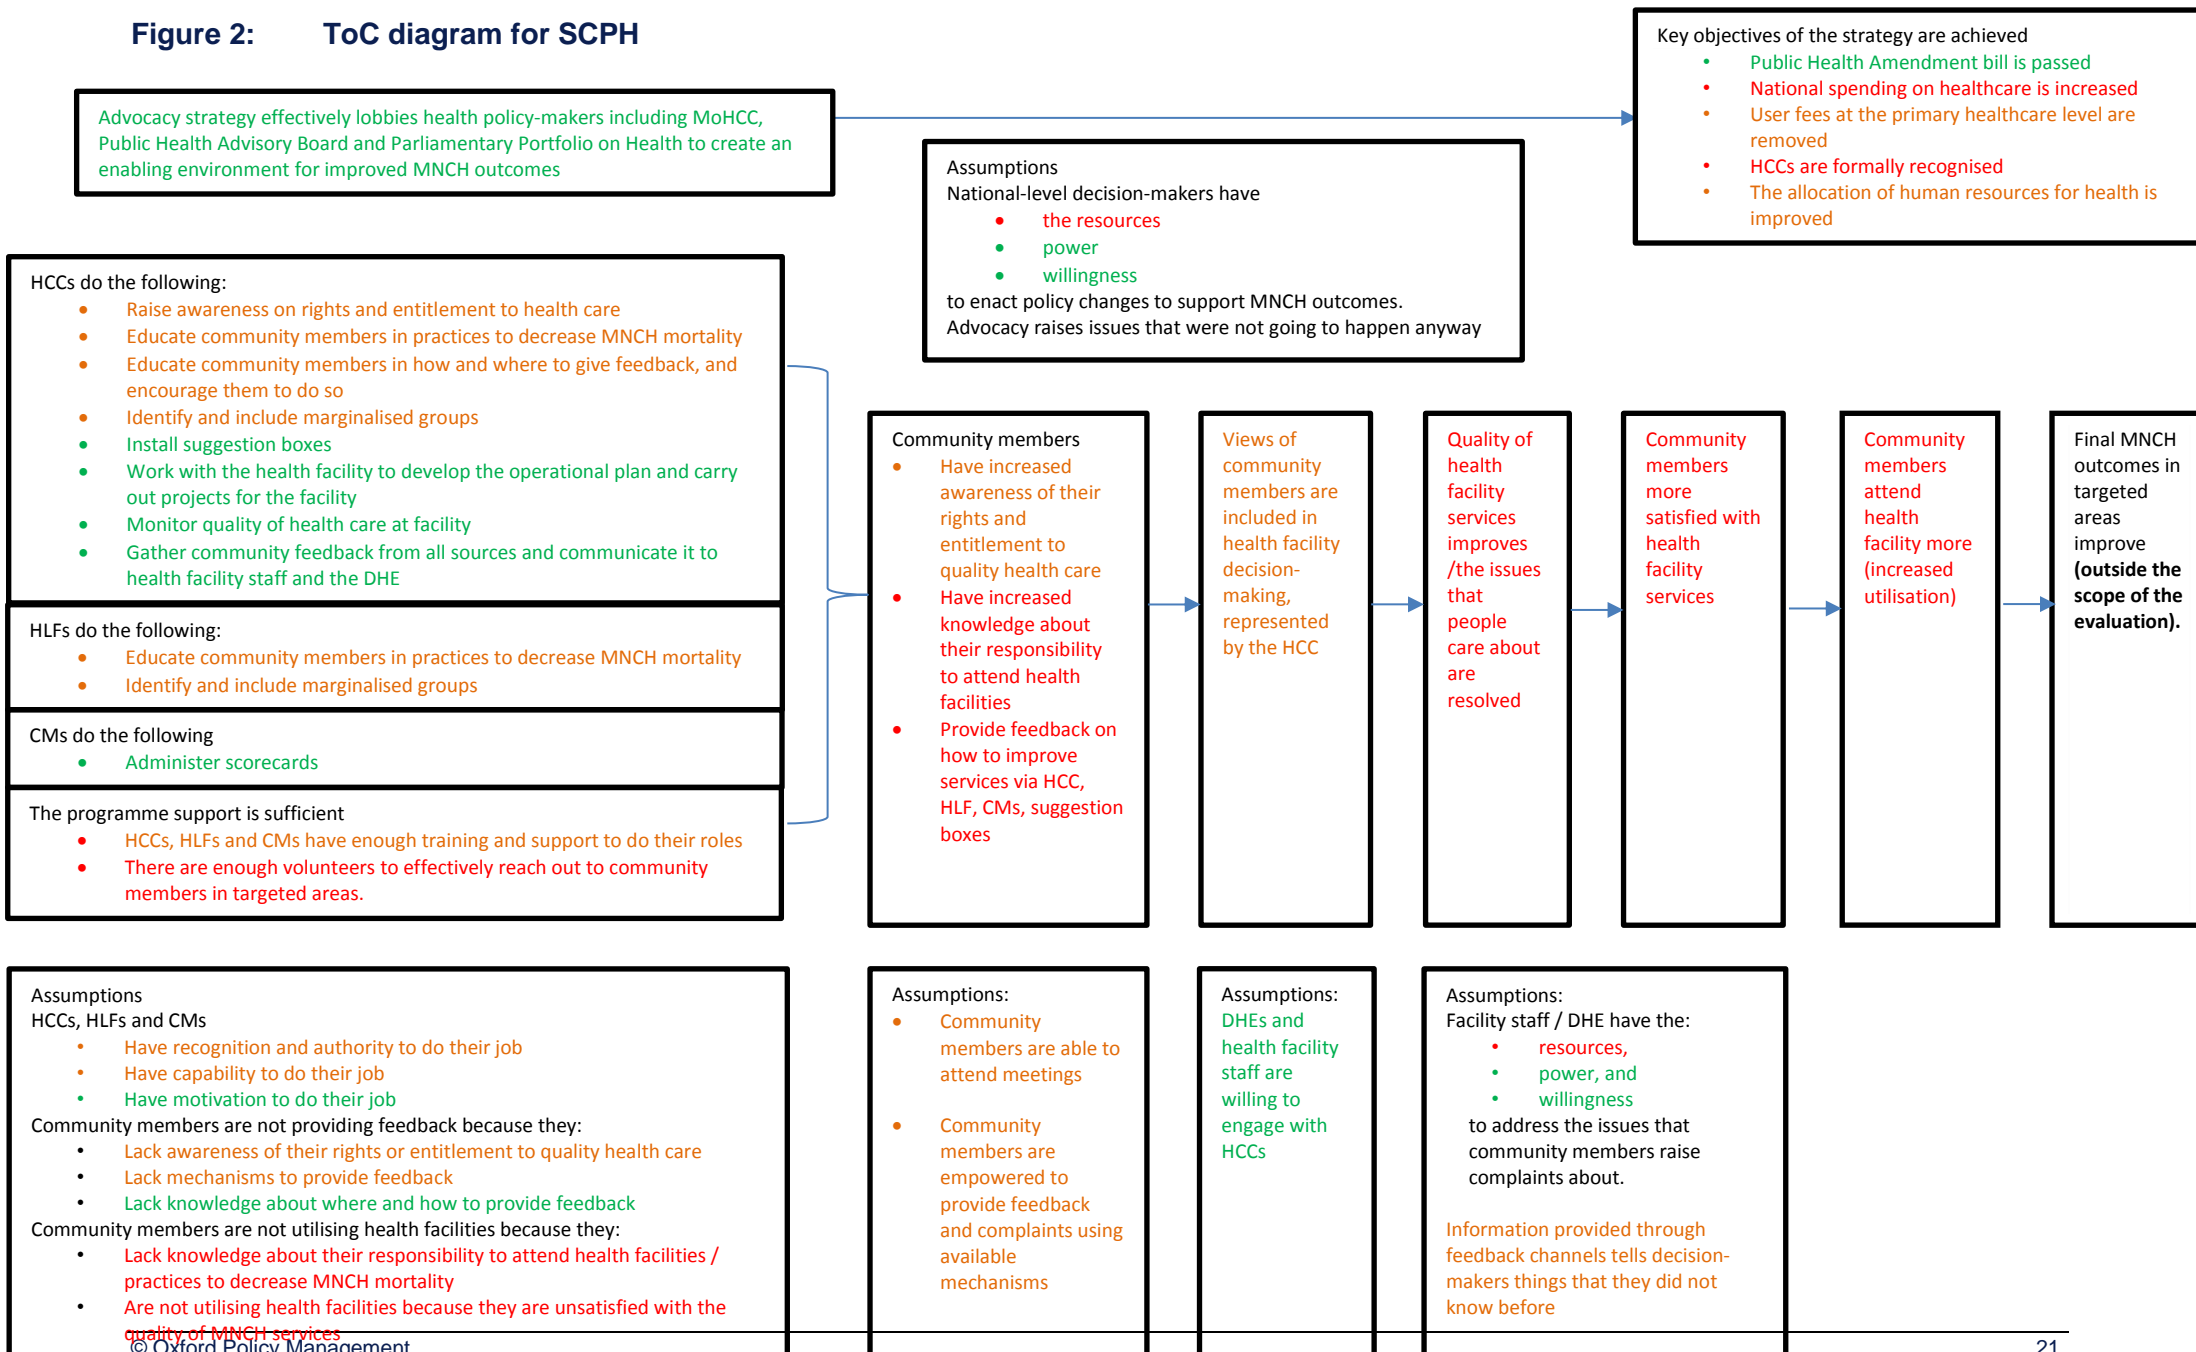 Figure 2: ToC diagram for SCPH
Key objectives of the strategy are achieved
• Public Health Amendment bill is passed
• National spending on healthcare is increased
• User fees at the primary healthcare level are
removed
• HCCs are formally recognised
• The allocation of human resources for health is
improved
Advocacy strategy effectively lobbies health policy-makers including MoHCC,
Public Health Advisory Board and Parliamentary Portfolio on Health to create an
enabling environment for improved MNCH outcomes
Assumptions
National-level decision-makers have
• the resources
• power
• willingness
to enact policy changes to support MNCH outcomes.
Advocacy raises issues that were not going to happen anyway
HCCs do the following:
• Raise awareness on rights and entitlement to health care
• Educate community members in practices to decrease MNCH mortality
• Educate community members in how and where to give feedback, and
encourage them to do so
• Identify and include marginalised groups
• Install suggestion boxes
• Work with the health facility to develop the operational plan and carry
out projects for the facility
• Monitor quality of health care at facility
• Gather community feedback from all sources and communicate it to
health facility staff and the DHE
HLFs do the following:
• Educate community members in practices to decrease MNCH mortality
• Identify and include marginalised groups
CMs do the following
• Administer scorecards
The programme support is sufficient
• HCCs, HLFs and CMs have enough training and support to do their roles
• There are enough volunteers to effectively reach out to community
members in targeted areas.
Community members
• Have increased
awareness of their
rights and
entitlement to
quality health care
• Have increased
knowledge about
their responsibility
to attend health
facilities
• Provide feedback on
how to improve
services via HCC,
HLF, CMs, suggestion
boxes
Views of
community
members are
included in
health facility
decision-
making,
represented
by the HCC
Quality of
health
facility
services
improves
/the issues
that
people
care about
are
resolved
Community
members
more
satisfied with
health
facility
services
Community
members
attend
health
facility more
(increased
utilisation)
Final MNCH
outcomes in
targeted
areas
improve
(outside the
scope of the
evaluation).
Assumptions
HCCs, HLFs and CMs
• Have recognition and authority to do their job
• Have capability to do their job
• Have motivation to do their job
Community members are not providing feedback because they:
• Lack awareness of their rights or entitlement to quality health care
• Lack mechanisms to provide feedback
• Lack knowledge about where and how to provide feedback
Community members are not utilising health facilities because they:
• Lack knowledge about their responsibility to attend health facilities /
practices to decrease MNCH mortality
• Are not utilising health facilities because they are unsatisfied with the
quality of MNCH services
Assumptions:
• Community
members are able to
attend meetings
• Community
members are
empowered to
provide feedback
and complaints using
available
mechanisms
Assumptions:
DHEs and
health facility
staff are
willing to
engage with
HCCs
Assumptions:
Facility staff / DHE have the:
• resources,
• power, and
• willingness
to address the issues that
community members raise
complaints about.
Information provided through
feedback channels tells decision-
makers things that they did not
know before
© Oxford Policy Management
21